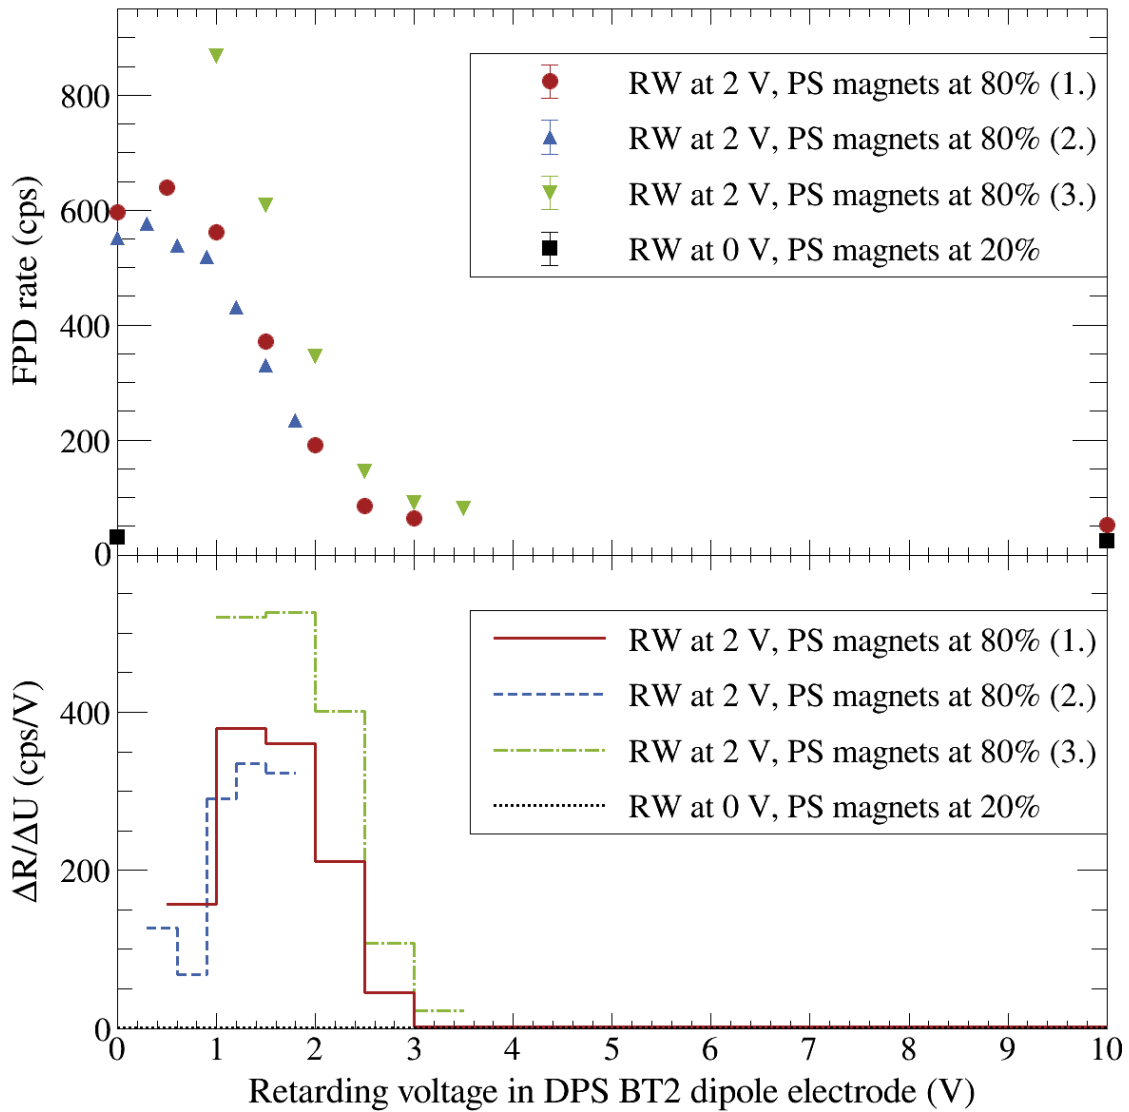 800
600
400
200
0
FPD rate (cps)
RW at 2 V, PS magnets at 80% (1.)
RW at 2 V, PS magnets at 80% (2.)
RW at 2 V, PS magnets at 80% (3.)
RW at 0 V, PS magnets at 20%
400
200
0
ΔR/ΔU (cps/V)
RW at 2 V, PS magnets at 80% (1.)
RW at 2 V, PS magnets at 80% (2.)
RW at 2 V, PS magnets at 80% (3.)
RW at 0 V, PS magnets at 20%
0 1 2 3 4 5 6 7 8 9 10
Retarding voltage in DPS BT2 dipole electrode (V)